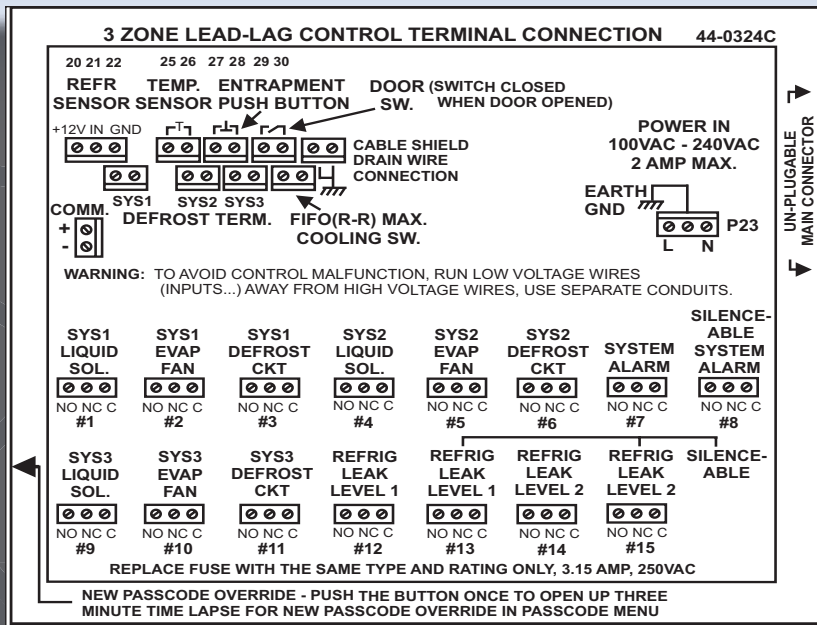 3 ZONE LEAD-LAG CONTROL TERMINAL CONNECTION 44-0324C
20 21 22 25 26 27 28 29 30
REFR SENSOR
TEMP. SENSOR
ENTRAPMENT PUSH BUTTON
DOOR SW.
(SWITCH CLOSED
WHEN DOOR OPENED)
+12V IN GND
T
CABLE SHIELD
DRAIN WIRE
CONNECTION
SYS1 SYS2 SYS3
DEFROST TERM.
FIFO(R-R) MAX.
COOLING SW.
COMM.
+
-
POWER IN
100VAC - 240VAC
2 AMP MAX.
EARTH
GND
P23
L N
UN-PLUGABLE
MAIN CONNECTOR
WARNING: TO AVOID CONTROL MALFUNCTION, RUN LOW VOLTAGE WIRES
(INPUTS...) AWAY FROM HIGH VOLTAGE WIRES, USE SEPARATE CONDUITS.
SYS1
LIQUID
SOL.
NO NC C
#1
SYS1
EVAP
FAN
NO NC C
#2
SYS1
DEFROST
CKT
NO NC C
#3
SYS2
LIQUID
SOL.
NO NC C
#4
SYS2
EVAP
FAN
NO NC C
#5
SYS2
DEFROST
CKT
NO NC C
#6
SYSTEM
ALARM
NO NC C
#7
SILENCE-
ABLE
SYSTEM
ALARM
NO NC C
#8
SYS3
LIQUID
SOL.
NO NC C
#9
SYS3
EVAP
FAN
NO NC C
#10
SYS3
DEFROST
CKT
NO NC C
#11
REFRIG
LEAK
LEVEL 1
NO NC C
#12
REFRIG
LEAK
LEVEL 1
NO NC C
#13
REFRIG
LEAK
LEVEL 2
NO NC C
#14
REFRIG
LEAK
LEVEL 2
NO NC C
#15
SILENCE-
ABLE
REPLACE FUSE WITH THE SAME TYPE AND RATING ONLY, 3.15 AMP, 250VAC
NEW PASSCODE OVERRIDE - PUSH THE BUTTON ONCE TO OPEN UP THREE
MINUTE TIME LAPSE FOR NEW PASSCODE OVERRIDE IN PASSCODE MENU